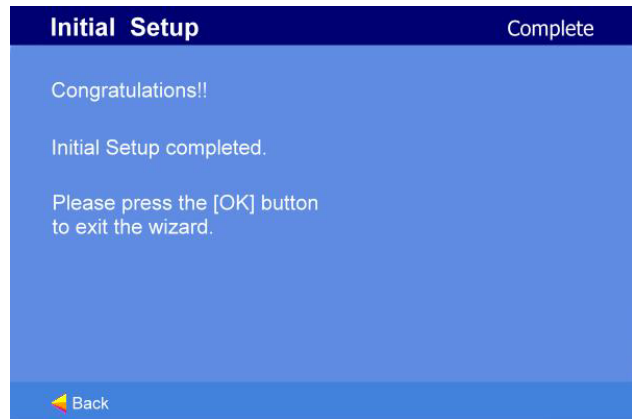 Initial Setup
Complete
Congratulations!!
Initial Setup completed.
Please press the [OK] button
to exit the wizard.
Back